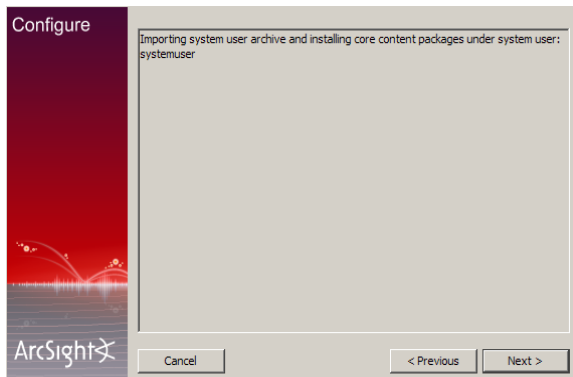 Configure
Importing system user archive and installing core content packages under system user:
systemuser
ArcSight
Cancel
< Previous
Next >